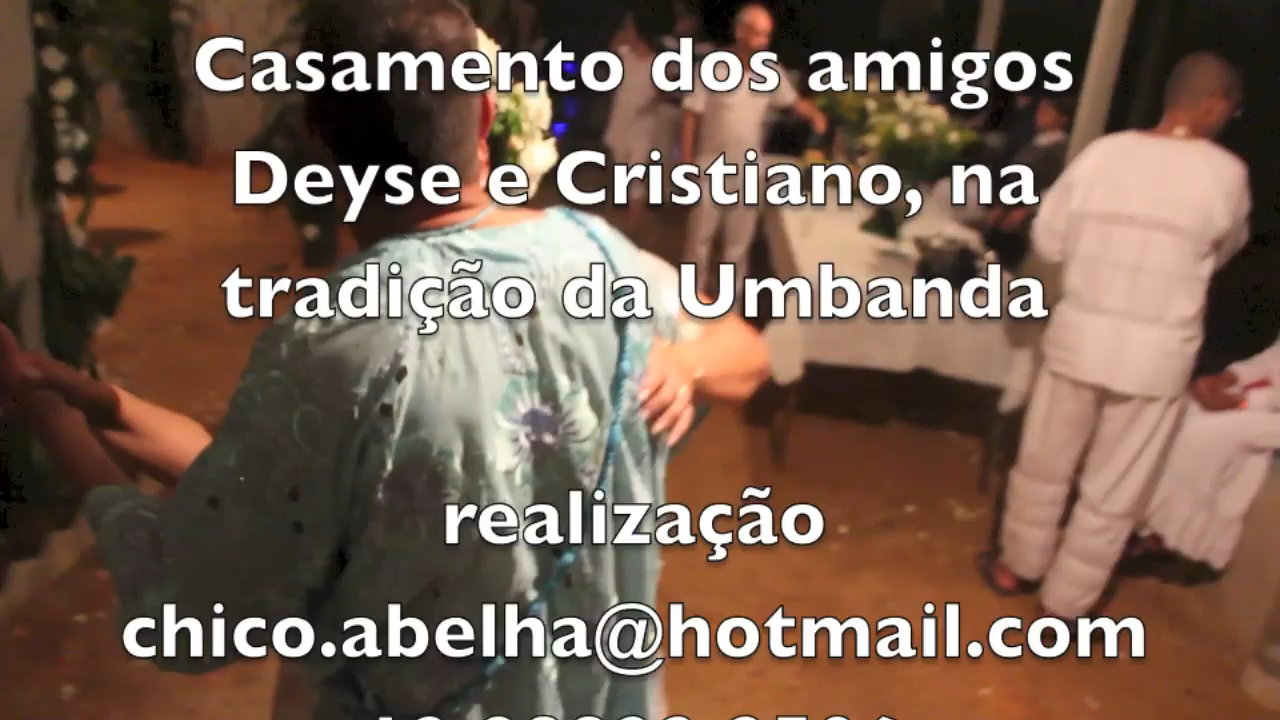 Casamento dos amigos
Deyse e Cristiano, na
tradição da Umbanda
realização
chico.abelha@hotmail.com